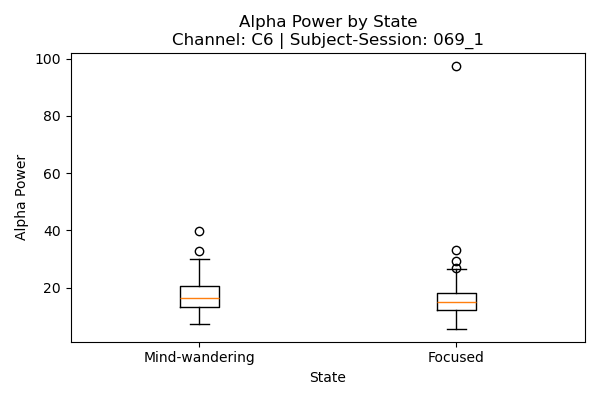 Alpha Power by State
Channel: C6 | Subject-Session: 069_1
100
80
60
40
20
Alpha Power
Mind-wandering
Focused
State